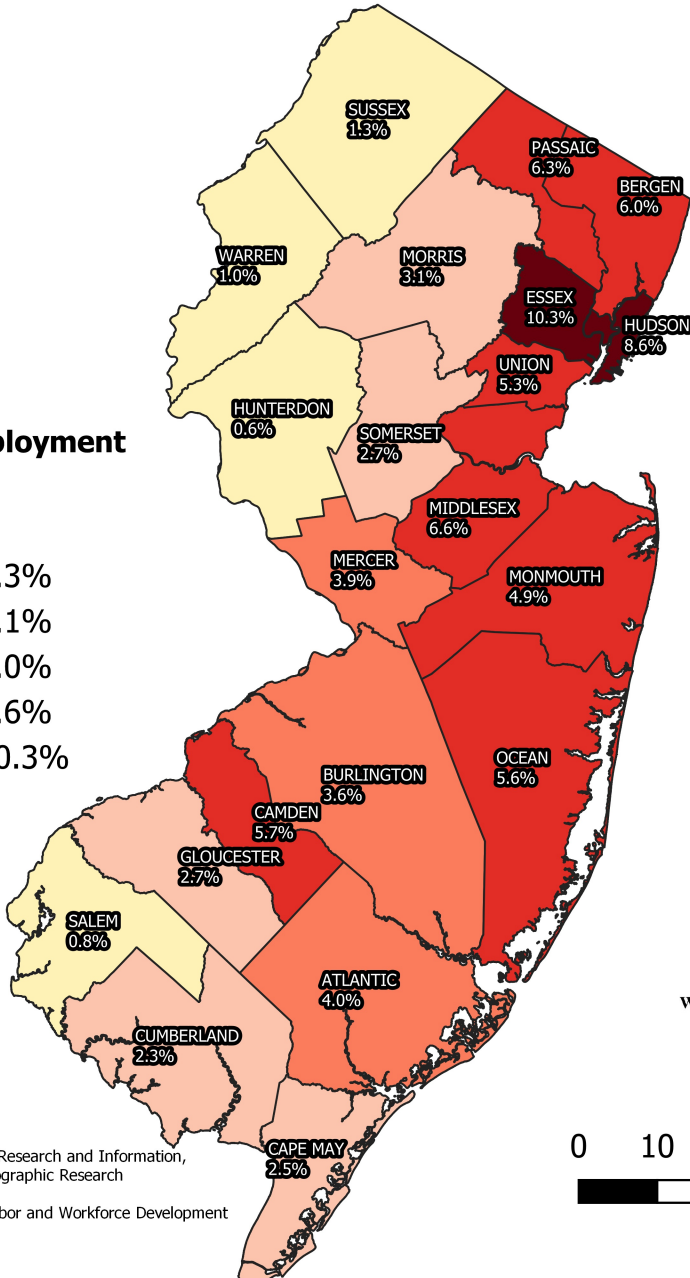 SUSSEX
1.3%
PASSAIC
6.3%
BERGEN
6.0%
WARREN
1.0%
MORRIS
3.1%
ESSEX
10.3%
HUDSON
8.6%
UNION
5.3%
HUNTERDON
0.6%
SOMERSET
2.7%
ployment
MIDDLESEX
6.6%
MERCER
3.9%
MONMOUTH
4.9%
.3%
.1%
.0%
.6%
0.3%
OCEAN
5.6%
BURLINGTON
3.6%
CAMDEN
5.7%
GLOUCESTER
2.7%
SALEM
0.8%
ATLANTIC
4.0%
W
CUMBERLAND
2.3%
CAPE MAY
2.5%
0 10
Research and Information,
ographic Research
bor and Workforce Development